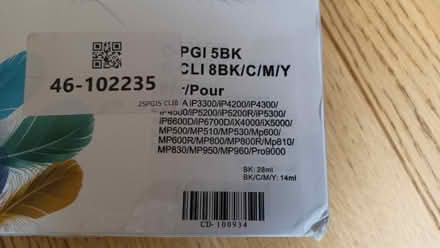 PGI 5BK
CLI 8BK/C/M/Y
r/Pour
46-102235
2SPGI5 CLI8
A iP3300/iP4200/iP4300/
iP4500/iP5200/iP5200R/iP5300/
iP6600D/iP6700D/iX4000/iX5000/
MP500/MP510/MP530/Mp600/
MP600R/MP800/MP800R/Mp810/
MP830/MP950/MP960/Pro9000
BK: 28ml
BK/C/M/Y: 14ml
CD-100934